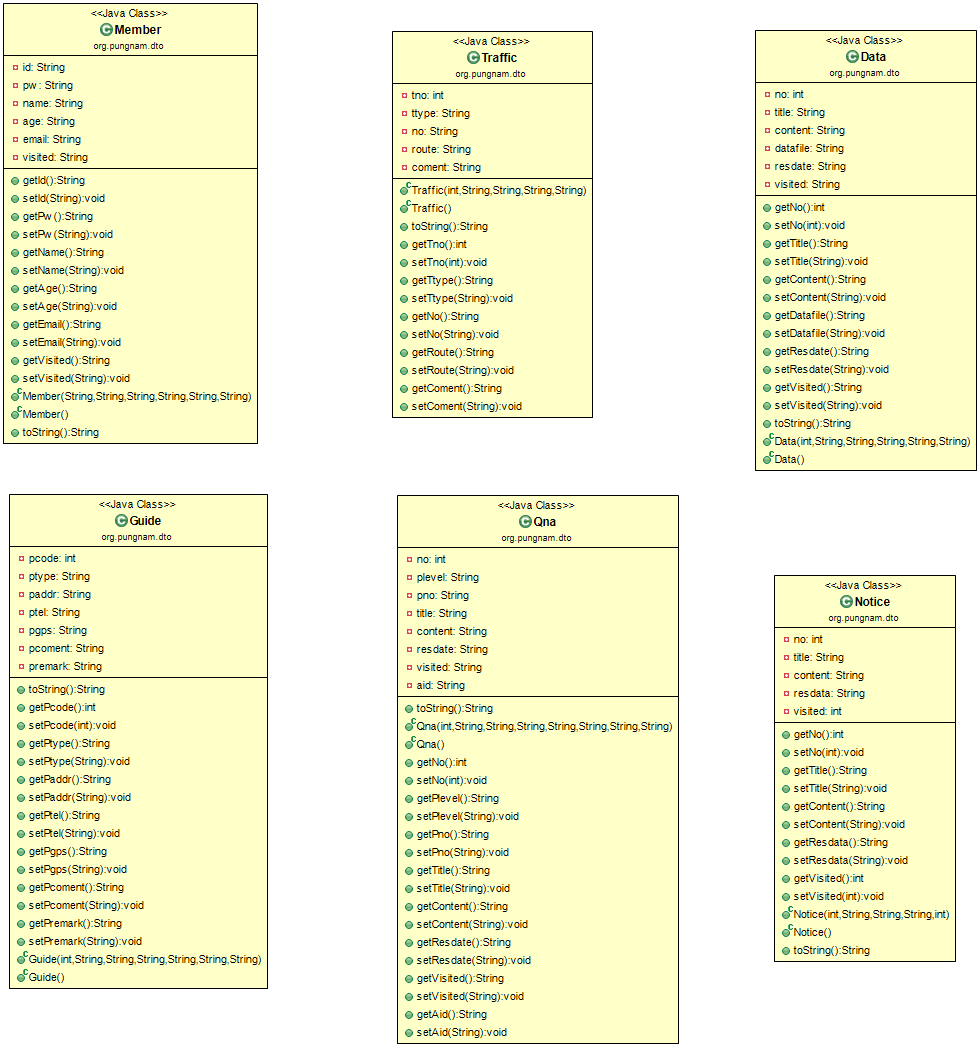 <<Java Class>>
Member
org.pungnam.dto
id: String
pw: String
name: String
age: String
email: String
visited: String
getId():String
setId(String):void
getPw():String
setPw(String):void
getName():String
setName(String):void
getAge():String
setAge(String):void
getEmail():String
setEmail(String):void
getVisited():String
setVisited(String):void
Member(String,String,String,String,String,String)
Member()
toString():String
<<Java Class>>
Traffic
org.pungnam.dto
tno: int
ttype: String
no: String
route: String
coment: String
Traffic(int,String,String,String,String)
Traffic()
toString():String
getTno():int
setTno(int):void
getTtype():String
setTtype(String):void
getNo():String
setNo(String):void
getRoute():String
setRoute(String):void
getComent():String
setComent(String):void
<<Java Class>>
Data
org.pungnam.dto
no: int
title: String
content: String
datafile: String
resdate: String
visited: String
getNo():int
setNo(int):void
getTitle():String
setTitle(String):void
getContent():String
setContent(String):void
getDatafile():String
setDatafile(String):void
getResdate():String
setResdate(String):void
getVisited():String
setVisited(String):void
toString():String
Data(int,String,String,String,String,String)
Data()
<<Java Class>>
Guide
org.pungnam.dto
pcode: int
ptype: String
paddr: String
ptel: String
pgps: String
pcoment: String
premark: String
toString():String
getPcode():int
setPcode(int):void
getPtype():String
setPtype(String):void
getPaddr():String
setPaddr(String):void
getPtel():String
setPtel(String):void
getPgps():String
setPgps(String):void
getPcoment():String
setPcoment(String):void
getPremark():String
setPremark(String):void
Guide(int,String,String,String,String,String,String)
Guide()
<<Java Class>>
Qna
org.pungnam.dto
no: int
plevel: String
pno: String
title: String
content: String
resdate: String
visited: String
aid: String
toString():String
Qna(int,String,String,String,String,String,String,String)
Qna()
getNo():int
setNo(int):void
getPlevel():String
setPlevel(String):void
getPno():String
setPno(String):void
getTitle():String
setTitle(String):void
getContent():String
setContent(String):void
getResdate():String
setResdate(String):void
getVisited():String
setVisited(String):void
getAid():String
setAid(String):void
<<Java Class>>
Notice
org.pungnam.dto
no: int
title: String
content: String
resdata: String
visited: int
getNo():int
setNo(int):void
getTitle():String
setTitle(String):void
getContent():String
setContent(String):void
getResdata():String
setResdata(String):void
getVisited():int
setVisited(int):void
Notice(int,String,String,String,int)
Notice()
toString():String